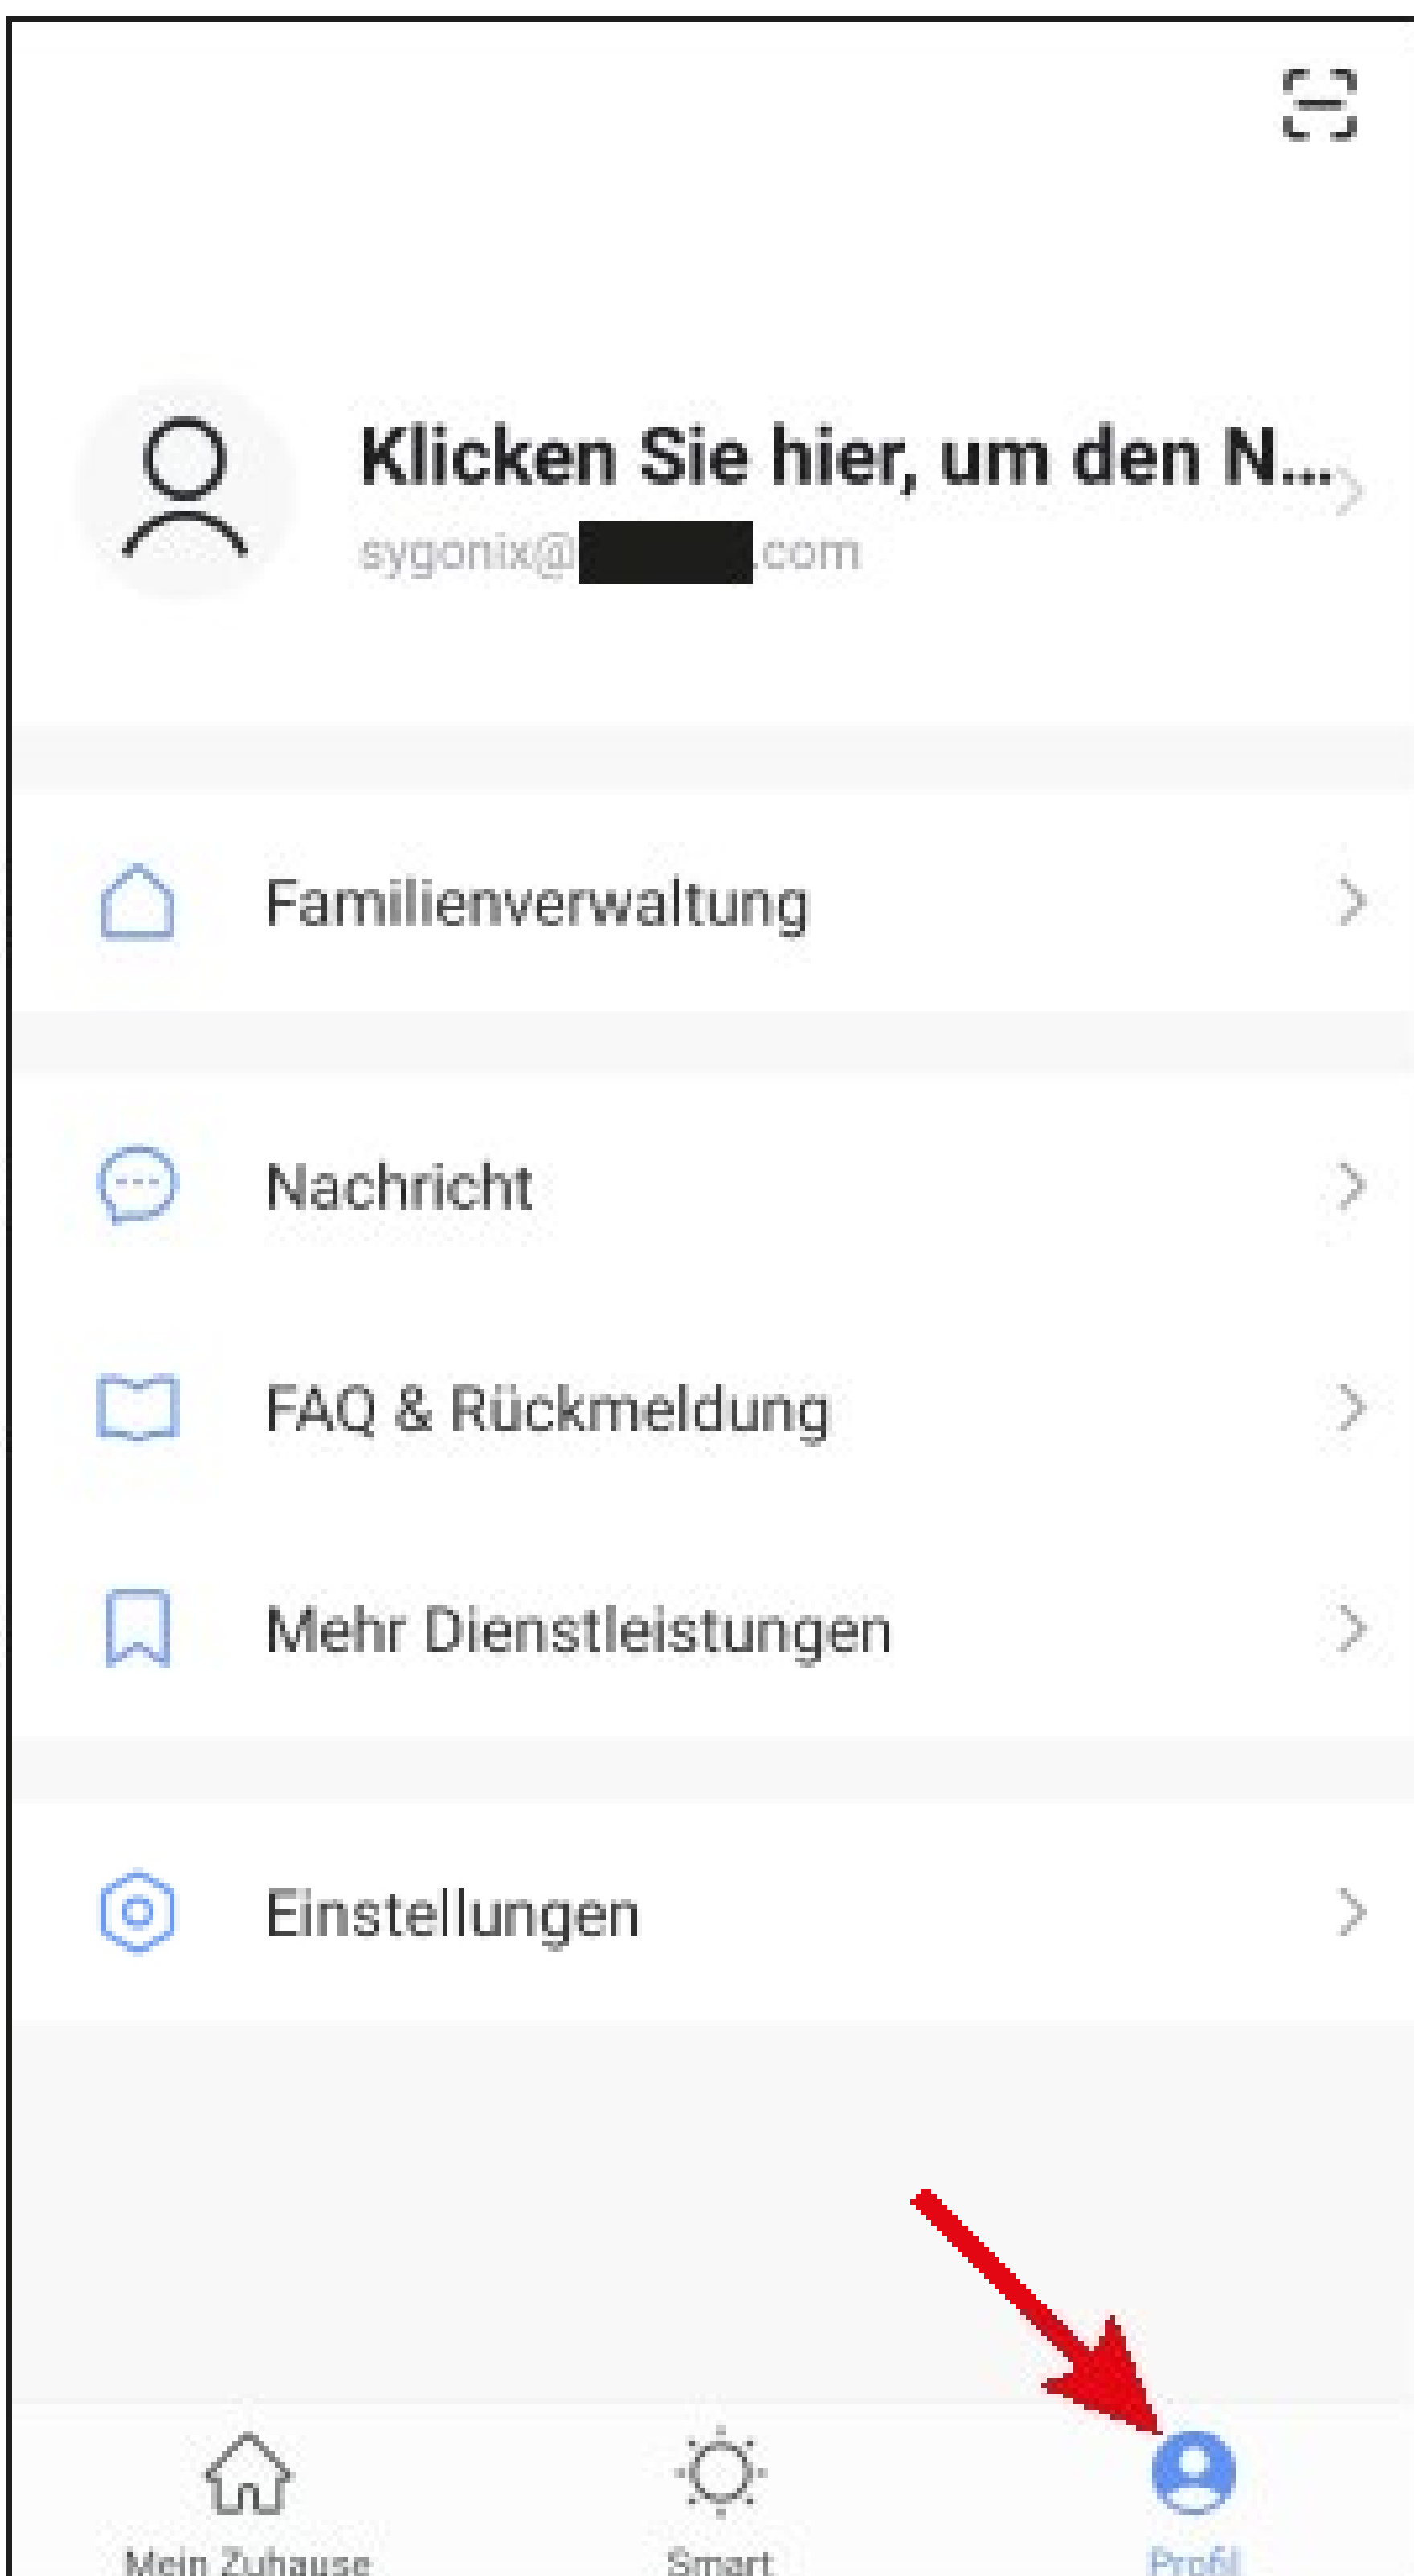 Klicken Sie hier, um den N...
sygonix@ .com
Familienverwaltung
Nachricht
FAQ & Rückmeldung
Mehr Dienstleistungen
Einstellungen
Mein Zuhause
Smart
Profil